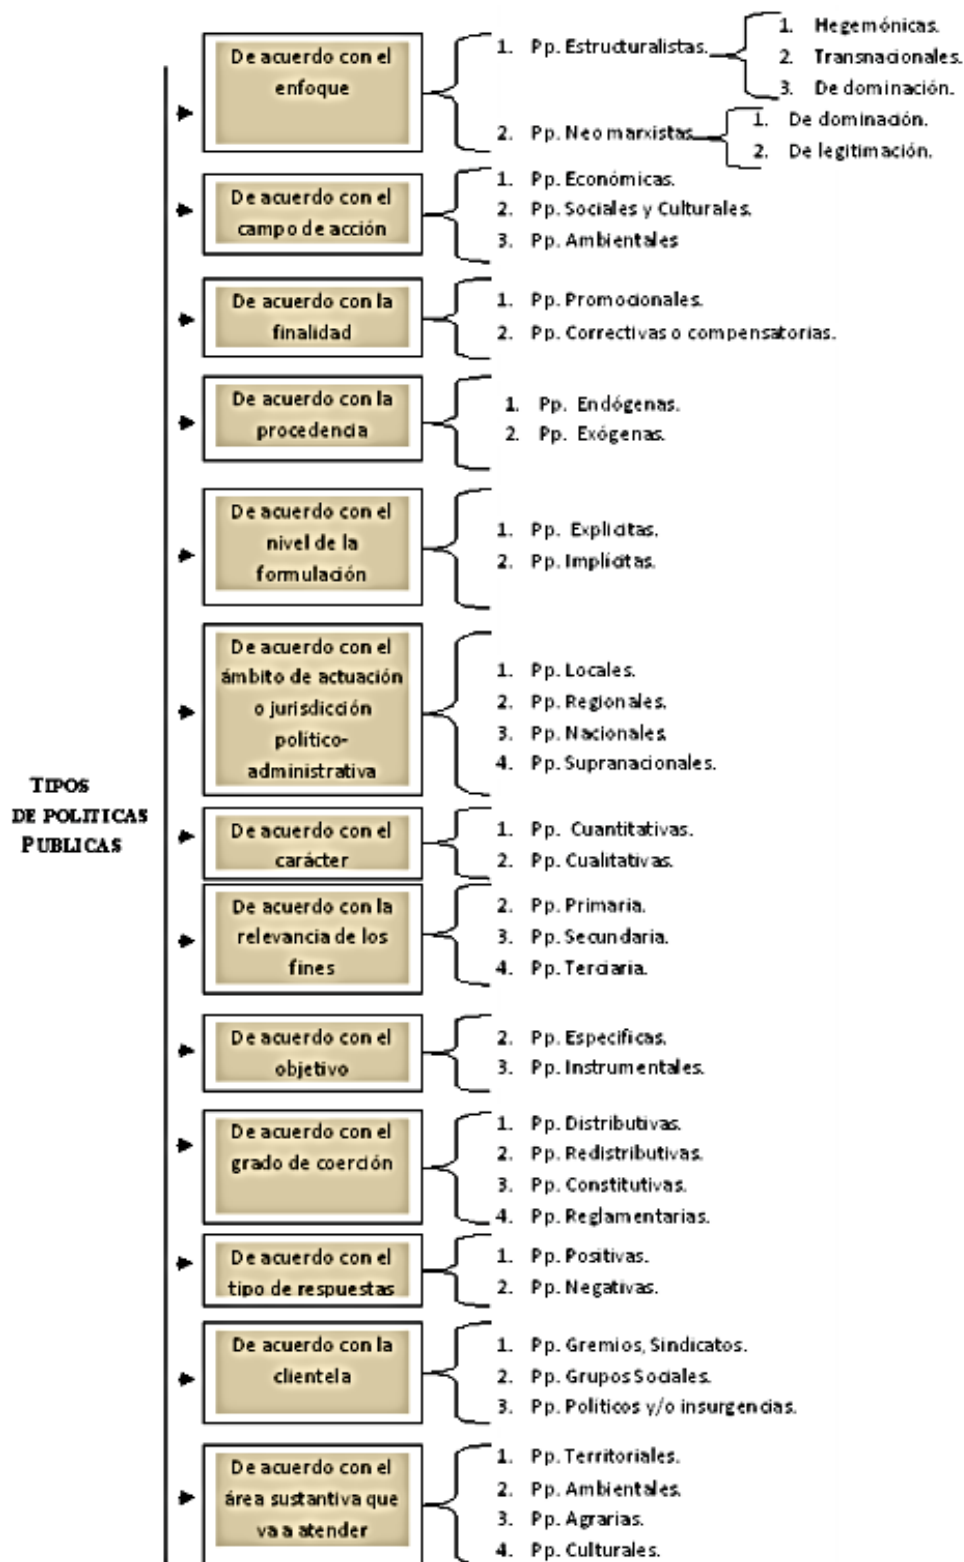 TIPOS
DE POLITICAS
PUBLICAS
De acuerdo con el
enfoque
1. Pp. Estructuralistas.
1. Hegemónicas.
2. Transnacionales.
3. De dominación.
2. Pp. Neo marxistas
1. De dominación.
2. De legitimación.
De acuerdo con el
campo de acción
1. Pp. Económicas.
2. Pp. Sociales y Culturales.
3. Pp. Ambientales
De acuerdo con la
finalidad
1. Pp. Promocionales.
2. Pp. Correctivas o compensatorias.
De acuerdo con la
procedencia
1. Pp. Endógenas.
2. Pp. Exógenas.
De acuerdo con el
nivel de la
formulación
1. Pp. Explicitas.
2. Pp. Implícitas.
De acuerdo con el
ámbito de actuación
o jurisdicción
político-
administrativa
1. Pp. Locales.
2. Pp. Regionales.
3. Pp. Nacionales
4. Pp. Supranacionales.
De acuerdo con el
carácter
1. Pp. Cuantitativas.
2. Pp. Cualitativas.
De acuerdo con la
relevancia de los
fines
2. Pp. Primaria.
3. Pp. Secundaria.
4. Pp. Terciaria.
De acuerdo con el
objetivo
2. Pp. Especificas.
3. Pp. Instrumentales.
De acuerdo con el
grado de coerción
1. Pp. Distributivas.
2. Pp. Redistributivas.
3. Pp. Constitutivas.
4. Pp. Reglamentarias.
De acuerdo con el
tipo de respuestas
1. Pp. Positivas.
2. Pp. Negativas.
De acuerdo con la
clientela
1. Pp. Gremios, Sindicatos.
2. Pp. Grupos Sociales.
3. Pp. Políticos y/o insurgencias.
De acuerdo con el
área sustantiva que
va a atender
1. Pp. Territoriales.
2. Pp. Ambientales.
3. Pp. Agrarias.
4. Pp. Culturales.